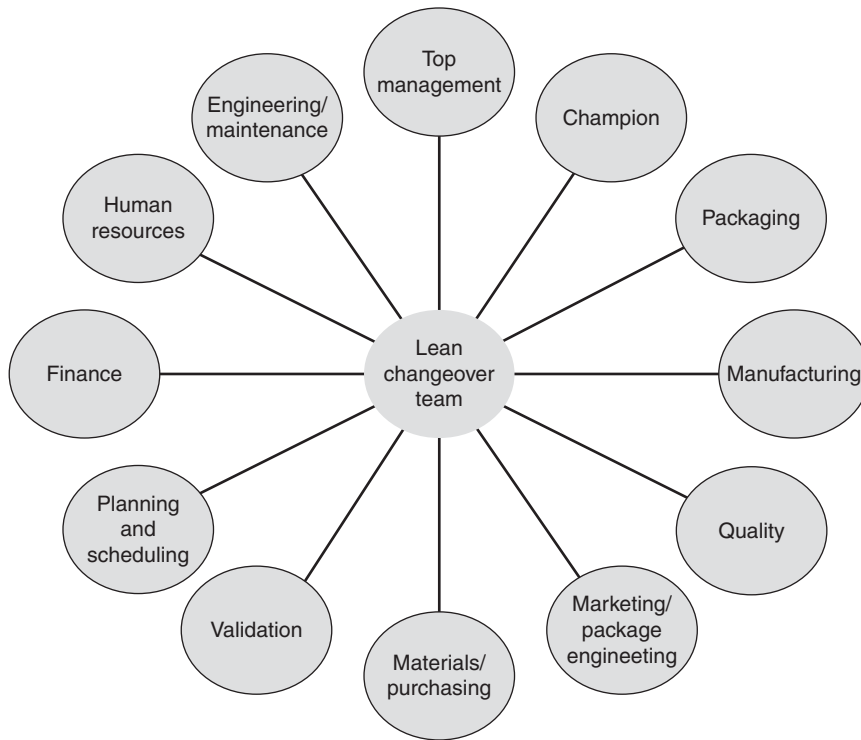 Top
management
Champion
Packaging
Manufacturing
Quality
Marketing/
package
engineeting
Materials/
purchasing
Validation
Planning
and
scheduling
Finance
Human
resources
Engineering/
maintenance
Lean
changeover
team